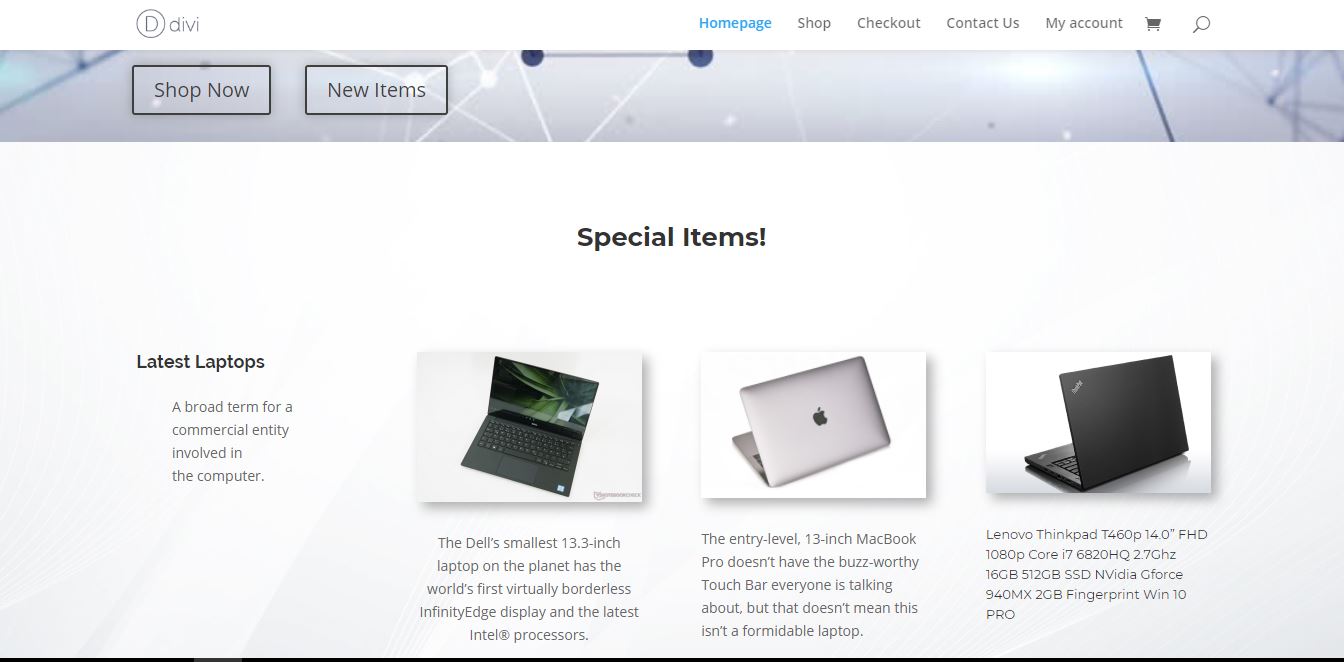 D divi
Homepage Shop Checkout Contact Us My account
Shop Now New Items
Special Items!
Latest Laptops
A broad term for a
commercial entity
involved in
the computer.
NOTEBOOKCHECK
The Dell’s smallest 13.3-inch
laptop on the planet has the
world’s first virtually borderless
InfinityEdge display and the latest
Intel® processors.
The entry-level, 13-inch MacBook
Pro doesn’t have the buzz-worthy
Touch Bar everyone is talking
about, but that doesn’t mean this
isn’t a formidable laptop.
ThinkPad
Lenovo Thinkpad T460p 14.0″ FHD
1080p Core i7 6820HQ 2.7Ghz
16GB 512GB SSD NVidia Gforce
940MX 2GB Fingerprint Win 10
PRO